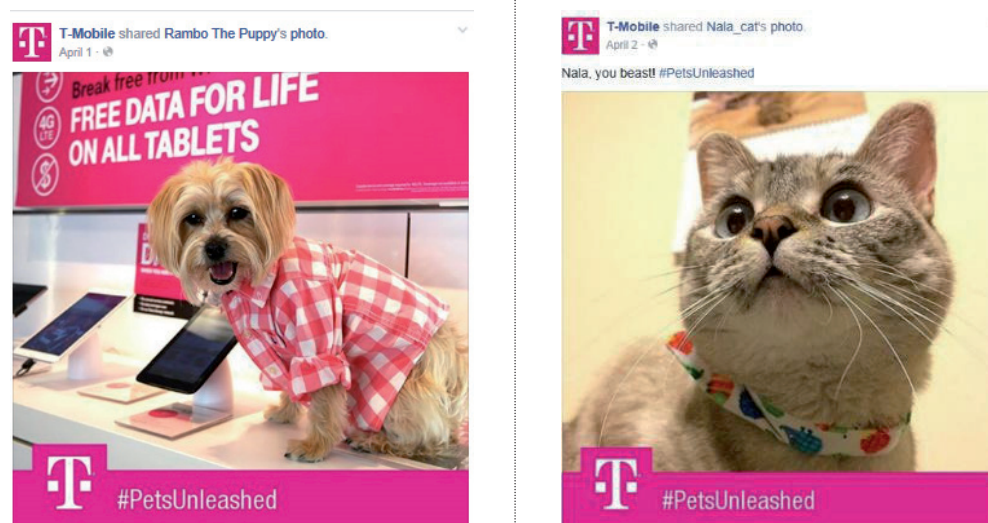 T-Mobile shared Rambo The Puppy's photo.
April 1
Break free from
FREE DATA FOR LIFE
ON ALL TABLETS
4G
LTE
T
#PetsUnleashed
T-Mobile shared Nala_cat's photo.
April 2
Nala, you beast! #PetsUnleashed
T
#PetsUnleashed